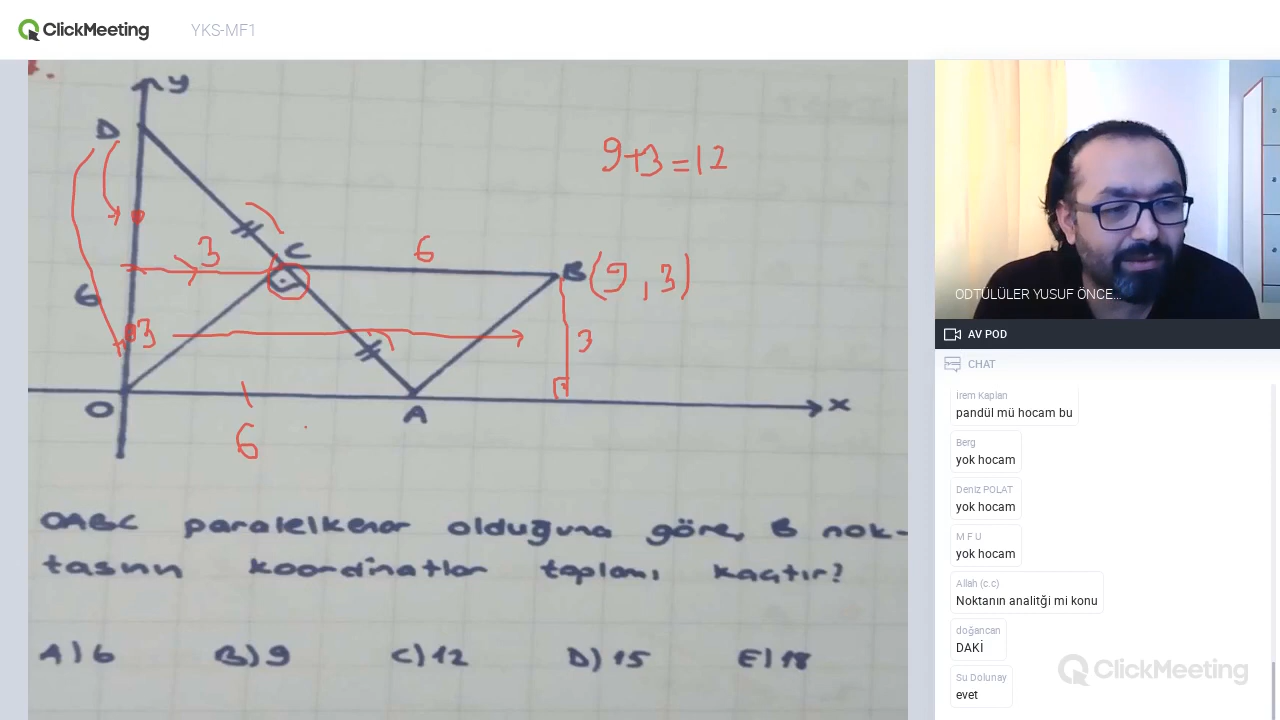 ClickMeeting
YKS-MF1
y
D
9+3=12
3
C
6
B (9, 3)
6
3
3
O
A
x
6
OABC paralelkenar olduğuna göre, B nok-
tasının koordinatlar toplamı kaçtır?
A) 6 B) 9 C) 12 D) 15 E) 18
ODTÜLÜLER YUSUF ÖNCE...
AV POD
CHAT
İrem Kaplan
pandül mü hocam bu
Berg
yok hocam
Deniz POLAT
yok hocam
M F U
yok hocam
Allah (c.c)
Noktanın analitği mi konu
doğancan
DAKİ
Su Dolunay
evet
ClickMeeting